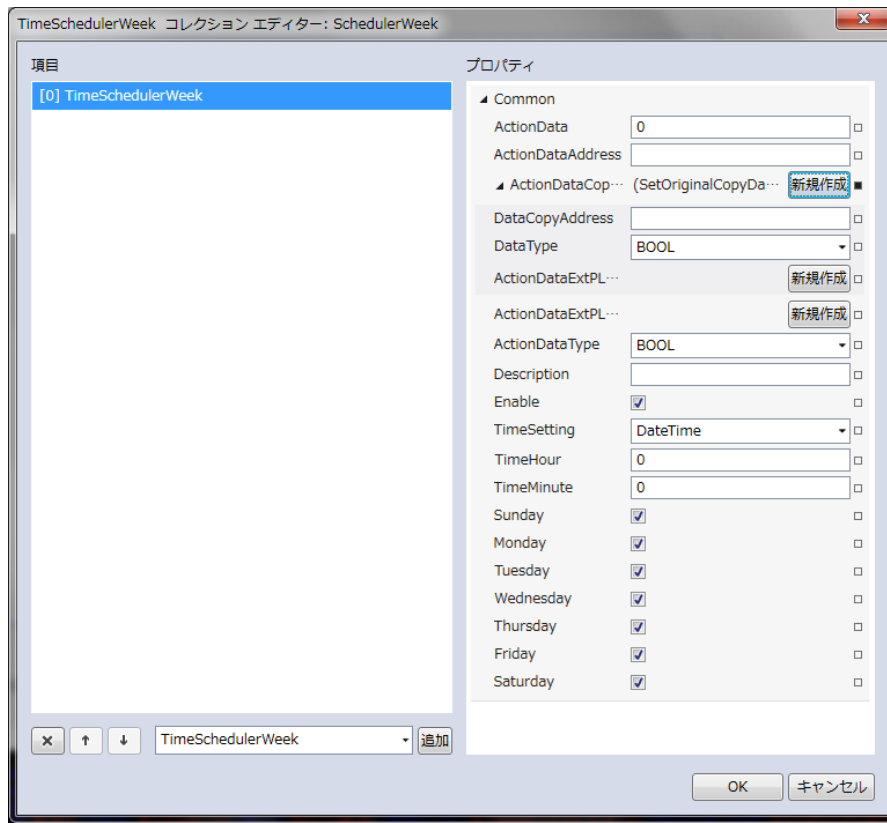 TimeSchedulerWeek コレクション エディター: SchedulerWeek
項目
[0] TimeSchedulerWeek
TimeSchedulerWeek
追加
プロパティ
Common
ActionData 0
ActionDataAddress
ActionDataCop… (SetOriginalCopyDa… 新規作成
DataCopyAddress
DataType BOOL
ActionDataExtPL… 新規作成
ActionDataExtPL… 新規作成
ActionDataType BOOL
Description
Enable
TimeSetting DateTime
TimeHour 0
TimeMinute 0
Sunday
Monday
Tuesday
Wednesday
Thursday
Friday
Saturday
OK キャンセル